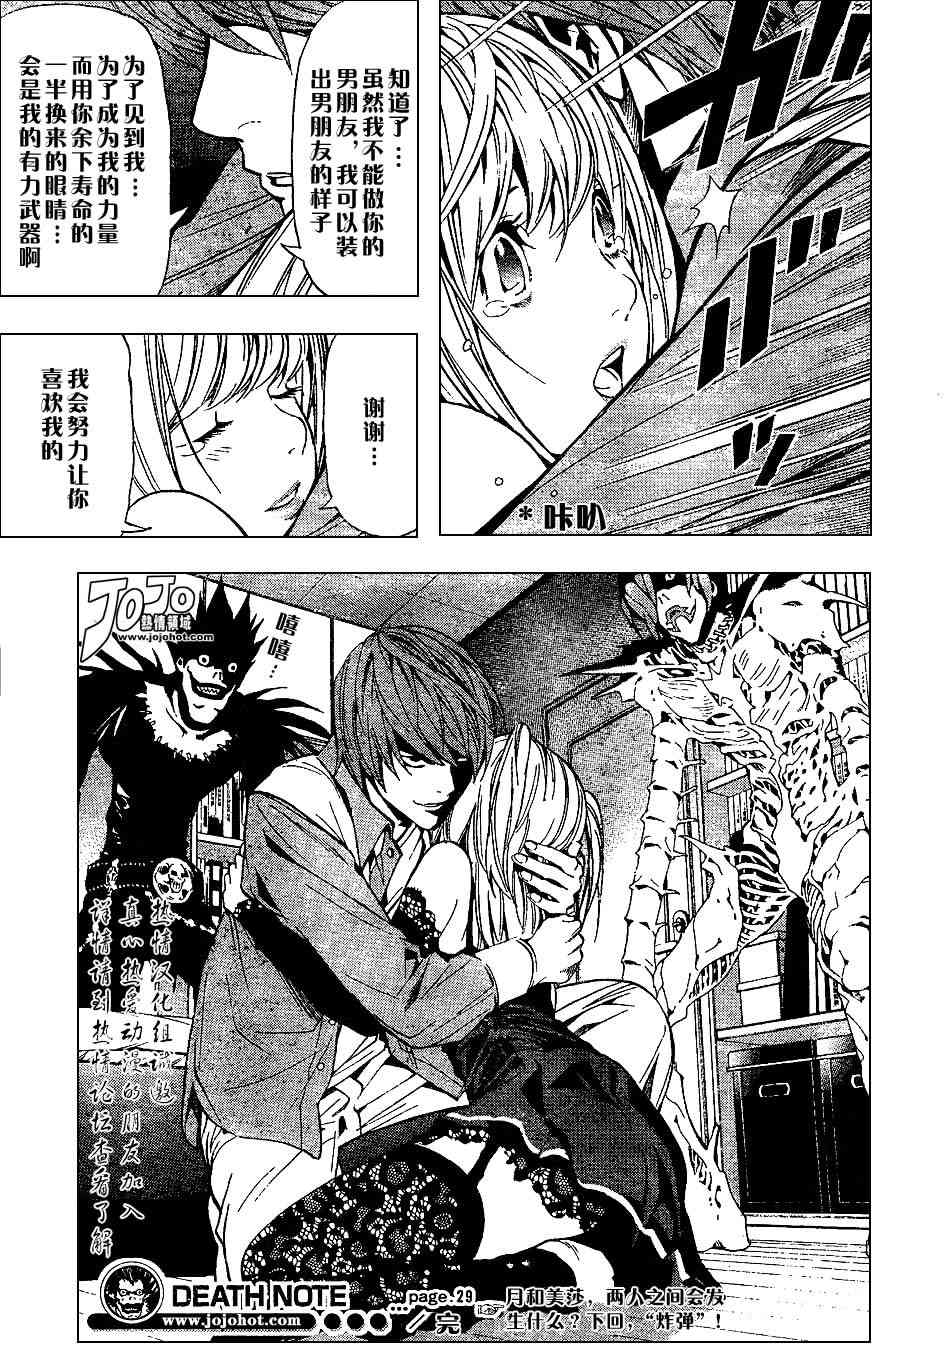 知道了…
虽然我不能做你的
男朋友，我可以装
出男朋友的样子
为了见到我…
为了成为我的力量
而用你余下寿命的
一半换来的眼睛…
会是我的有力武器啊
* 咔叭
谢谢…
我会努力让你
喜欢我的
JOJO
热情领域
www.jojohot.com
嘻嘻…
热情汉化组诚邀
真心热爱动漫的朋友加入
详情请到热情论坛查看了解
DEATH NOTE
www.jojohot.com
page.29
…／完
月和美莎，两人之间会发
生什么？下回，“炸弹”！